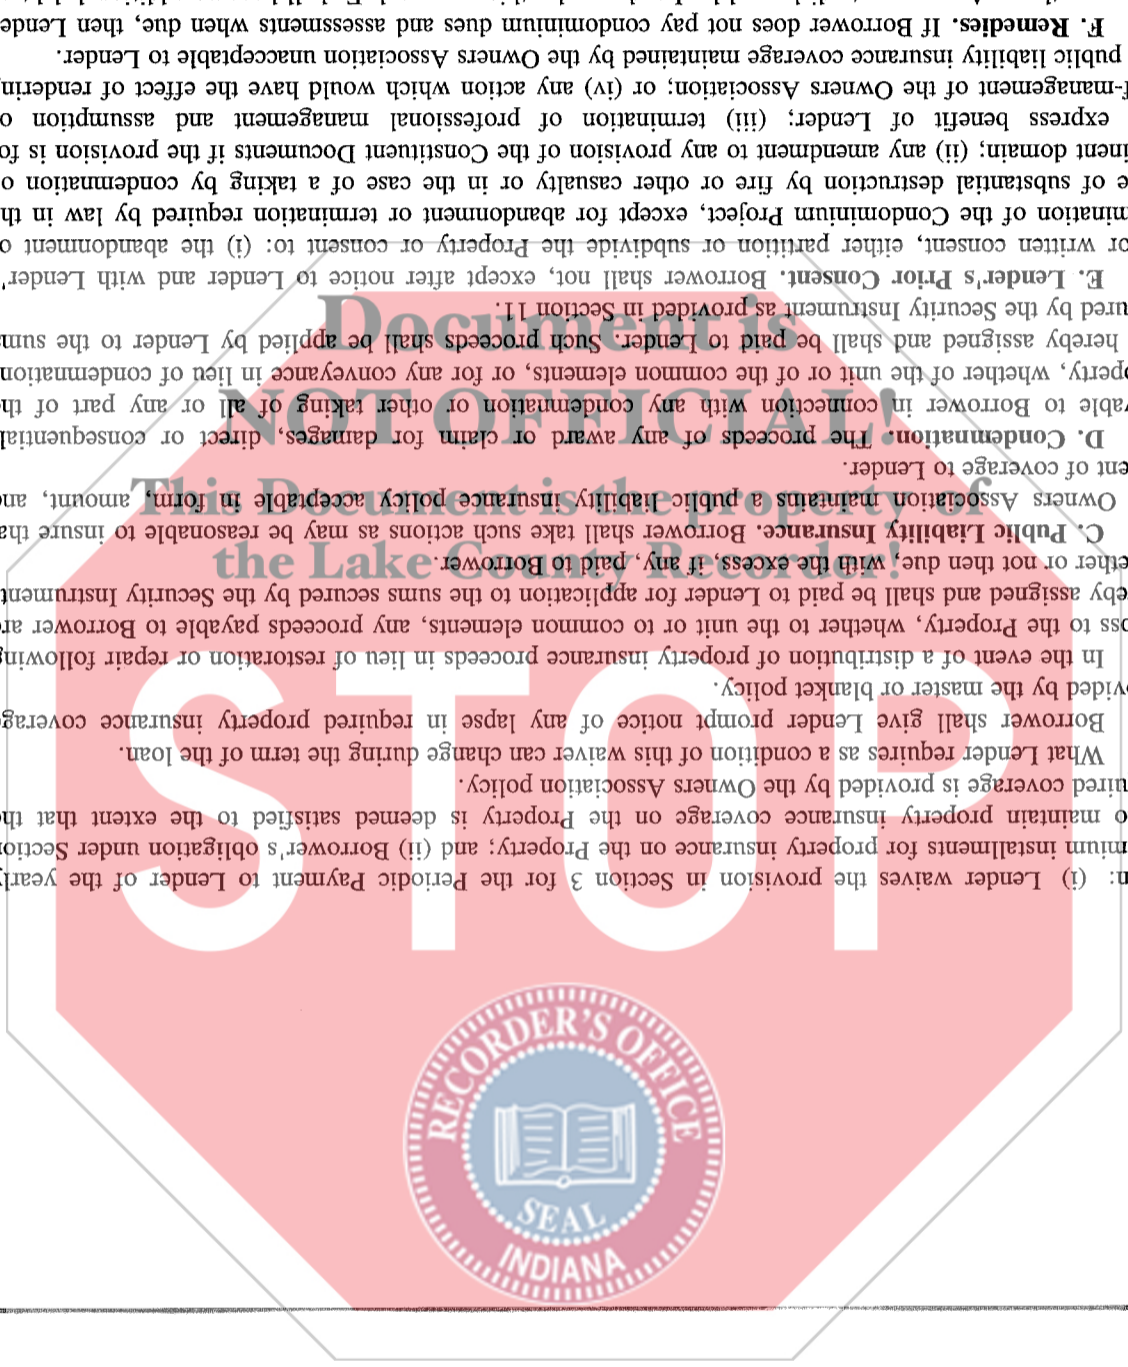 n: (i) Lender waives the provision in Section 3 for the Periodic Payment to Lender of the yearly
mium installments for property insurance on the Property; and (ii) Borrower's obligation under Section
o maintain property insurance coverage on the Property is deemed satisfied to the extent that the
uired coverage is provided by the Owners Association policy.
What Lender requires as a condition of this waiver can change during the term of the loan.
Borrower shall give Lender prompt notice of any lapse in required property insurance coverage
vided by the master or blanket policy.
In the event of a distribution of property insurance proceeds in lieu of restoration or repair following
oss to the Property, whether to the unit or to common elements, any proceeds payable to Borrower are
eby assigned and shall be paid to Lender for application to the sums secured by the Security Instrument,
ether or not then due, with the excess, if any, paid to Borrower.
C. Public Liability Insurance. Borrower shall take such actions as may be reasonable to insure tha
Owners Association maintains a public liability insurance policy acceptable in form, amount, and
ent of coverage to Lender.
D. Condemnation. The proceeds of any award or claim for damages, direct or consequential,
able to Borrower in connection with any condemnation or other taking of all or any part of the
perty, whether of the unit or of the common elements, or for any conveyance in lieu of condemnation,
hereby assigned and shall be paid to Lender. Such proceeds shall be applied by Lender to the sums
ured by the Security Instrument as provided in Section 11.
E. Lender's Prior Consent. Borrower shall not, except after notice to Lender and with Lender'
or written consent, either partition or subdivide the Property or consent to: (i) the abandonment o
mination of the Condominium Project, except for abandonment or termination required by law in th
e of substantial destruction by fire or other casualty or in the case of a taking by condemnation o
inent domain; (ii) any amendment to any provision of the Constituent Documents if the provision is fo
express benefit of Lender; (iii) termination of professional management and assumption o
f-management of the Owners Association; or (iv) any action which would have the effect of rendering
public liability insurance coverage maintained by the Owners Association unacceptable to Lender.
F. Remedies. If Borrower does not pay condominium dues and assessments when due, then Lende
Document is
NOT OFFICIAL!
This Document is the property of
the Lake County Recorder!
STOP
RECORDER'S OFFICE
SEAL
INDIANA